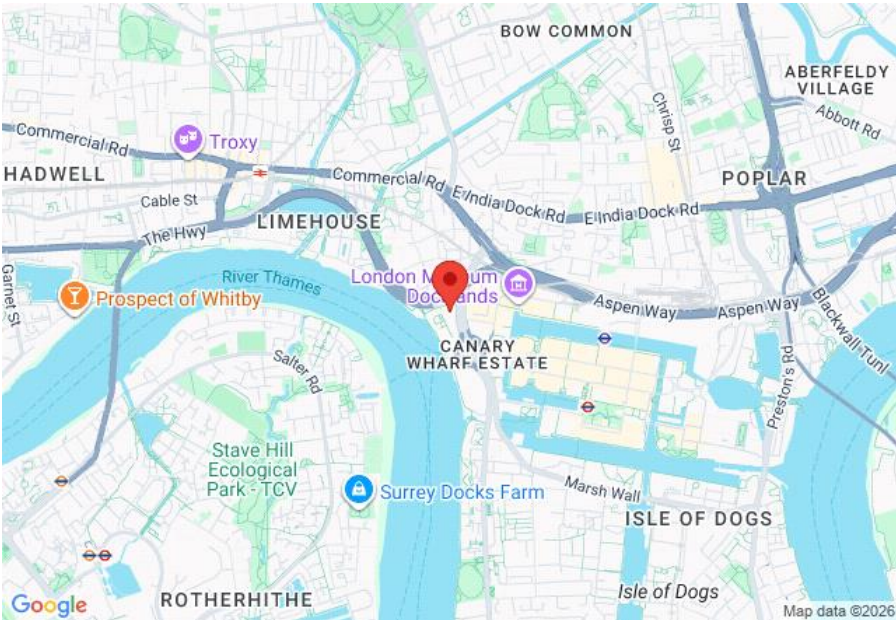 BOW COMMON
ABERFELDY
VILLAGE
Abbott Rd
Chrisp St
Commercial Rd
Troxy
HADWELL
Commercial Rd
E India Dock Rd
E India Dock Rd
POPLAR
Cable St
LIMEHOUSE
The Hwy
Garnet St
River Thames
Prospect of Whitby
London M um
Doc ands
Aspen Way
Aspen Way
Blackwall Tunl
CANARY
WHARF ESTATE
Salter Rd
Preston's Rd
Stave Hill
Ecological
Park - TCV
Surrey Docks Farm
Marsh Wall
ISLE OF DOGS
Isle of Dogs
ROTHERHITHE
Google
Map data ©2026